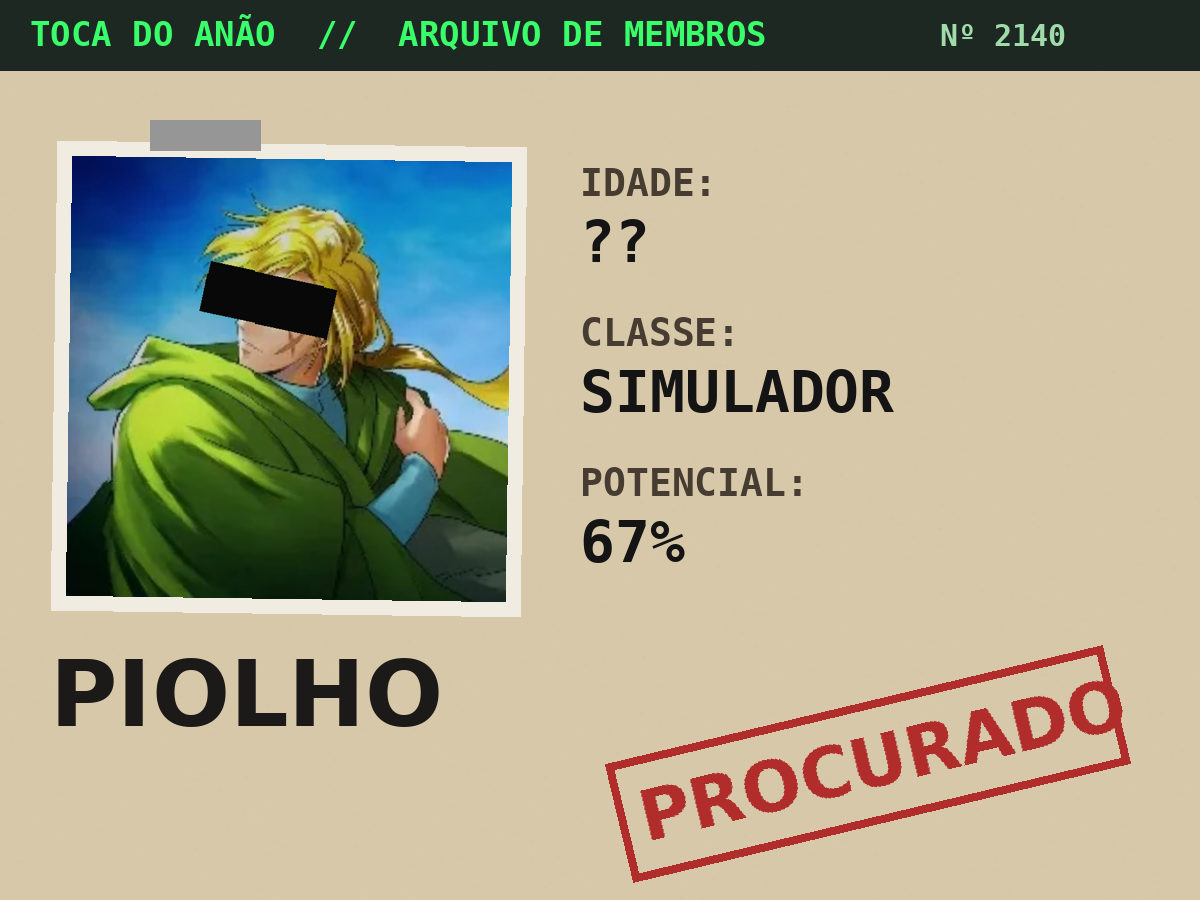 TOCA DO ANÃO // ARQUIVO DE MEMBROS Nº 2140
IDADE:
??
CLASSE:
SIMULADOR
POTENCIAL:
67%
PIOLHO
PROCURADO